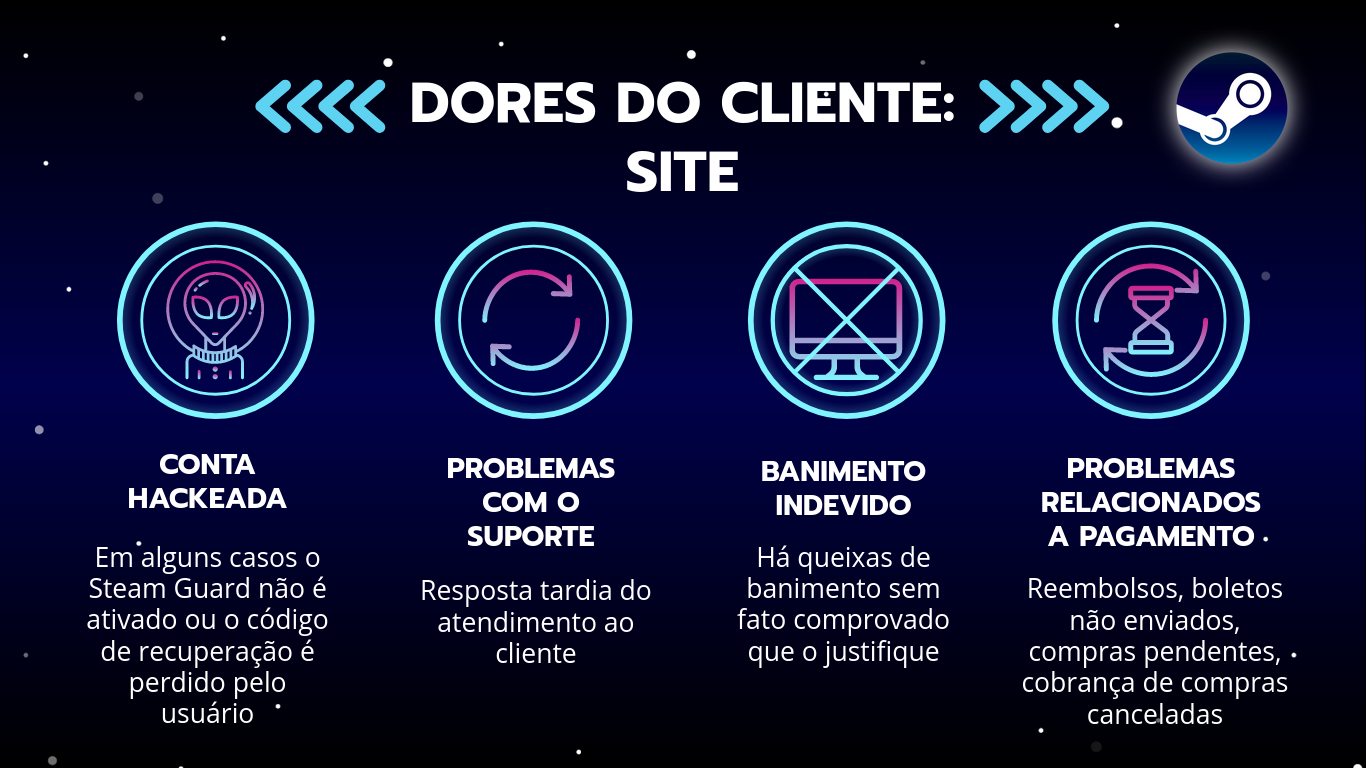 DORES DO CLIENTE:
SITE
CONTA
HACKEADA
Em alguns casos o
Steam Guard não é
ativado ou o código
de recuperação é
perdido pelo
usuário
PROBLEMAS
COM O
SUPORTE
Resposta tardia do
atendimento ao
cliente
BANIMENTO
INDEVIDO
Há queixas de
banimento sem
fato comprovado
que o justifique
PROBLEMAS
RELACIONADOS
A PAGAMENTO
Reembolsos, boletos
não enviados,
compras pendentes,
cobrança de compras
canceladas